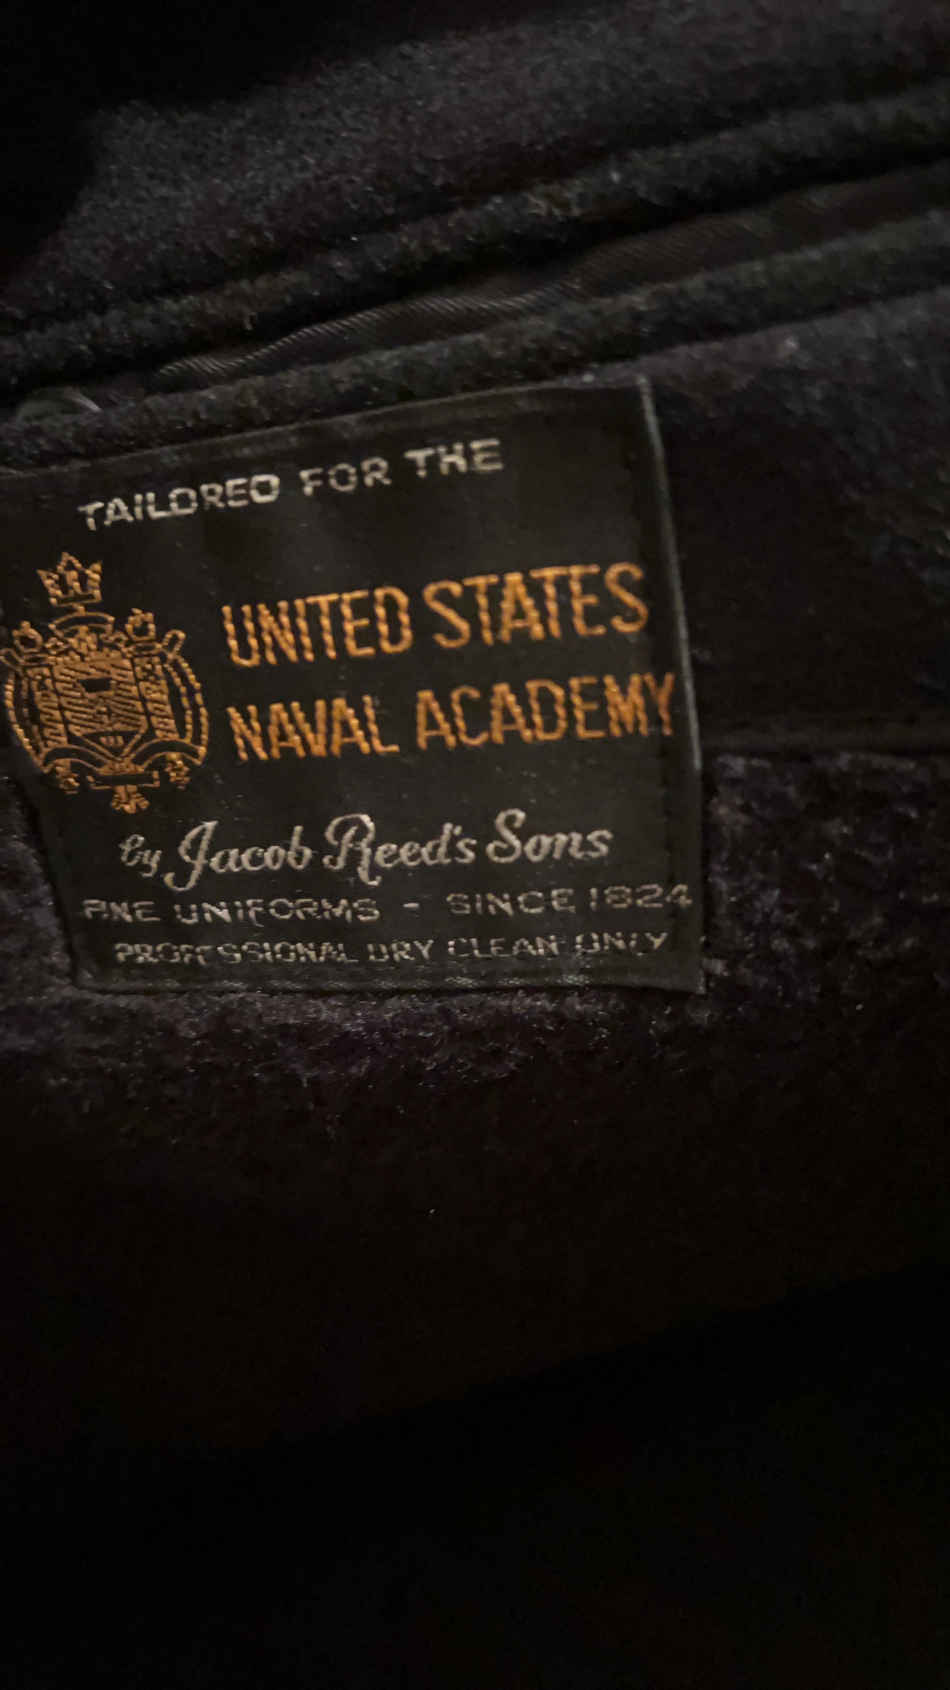 TAILORED FOR THE
UNITED STATES
NAVAL ACADEMY
by Jacob Reed's Sons
FINE UNIFORMS - SINCE 1824
PROFESSIONAL DRY CLEAN ONLY